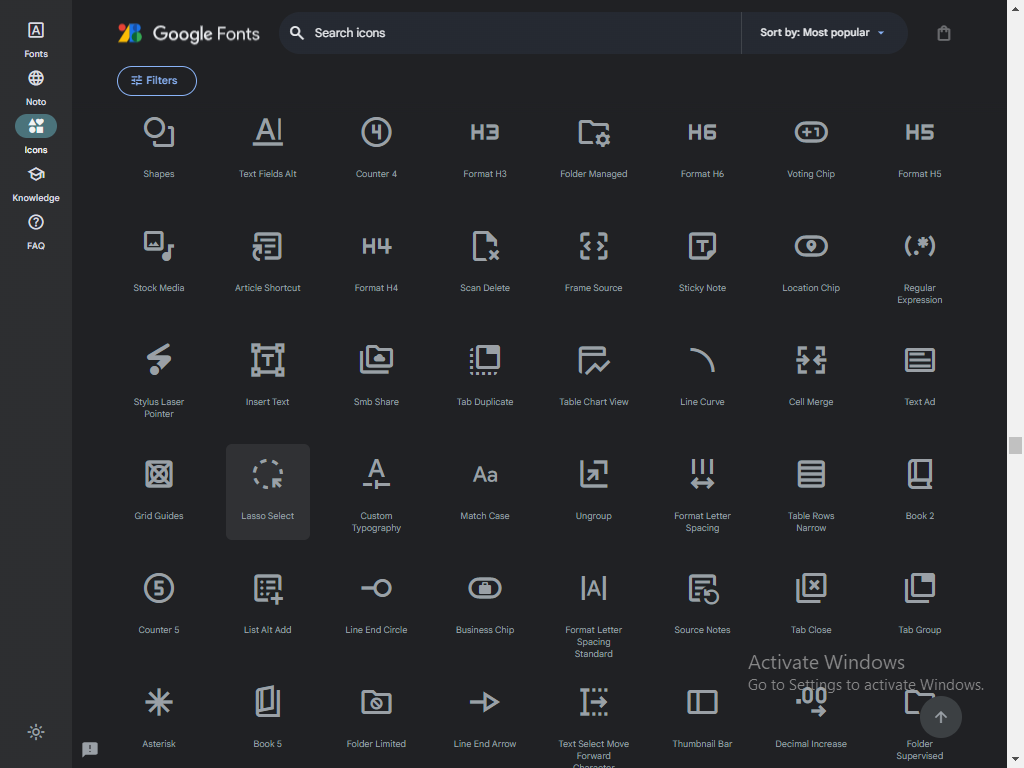 Google Fonts
Search icons
Sort by: Most popular
Filters
Fonts
Noto
Icons
Knowledge
FAQ
Shapes
Text Fields Alt
Counter 4
Format H3
Folder Managed
Format H6
Voting Chip
Format H5
Stock Media
Article Shortcut
Format H4
Scan Delete
Frame Source
Sticky Note
Location Chip
Regular
Expression
Stylus Laser
Pointer
Insert Text
Smb Share
Tab Duplicate
Table Chart View
Line Curve
Cell Merge
Text Ad
Grid Guides
Lasso Select
Custom
Typography
Match Case
Ungroup
Format Letter
Spacing
Table Rows
Narrow
Book 2
Counter 5
List Alt Add
Line End Circle
Business Chip
Format Letter
Spacing
Standard
Source Notes
Tab Close
Tab Group
Asterisk
Book 5
Folder Limited
Line End Arrow
Text Select Move
Forward
Character
Thumbnail Bar
Decimal Increase
Folder
Supervised
Activate Windows
Go to Settings to activate Windows.